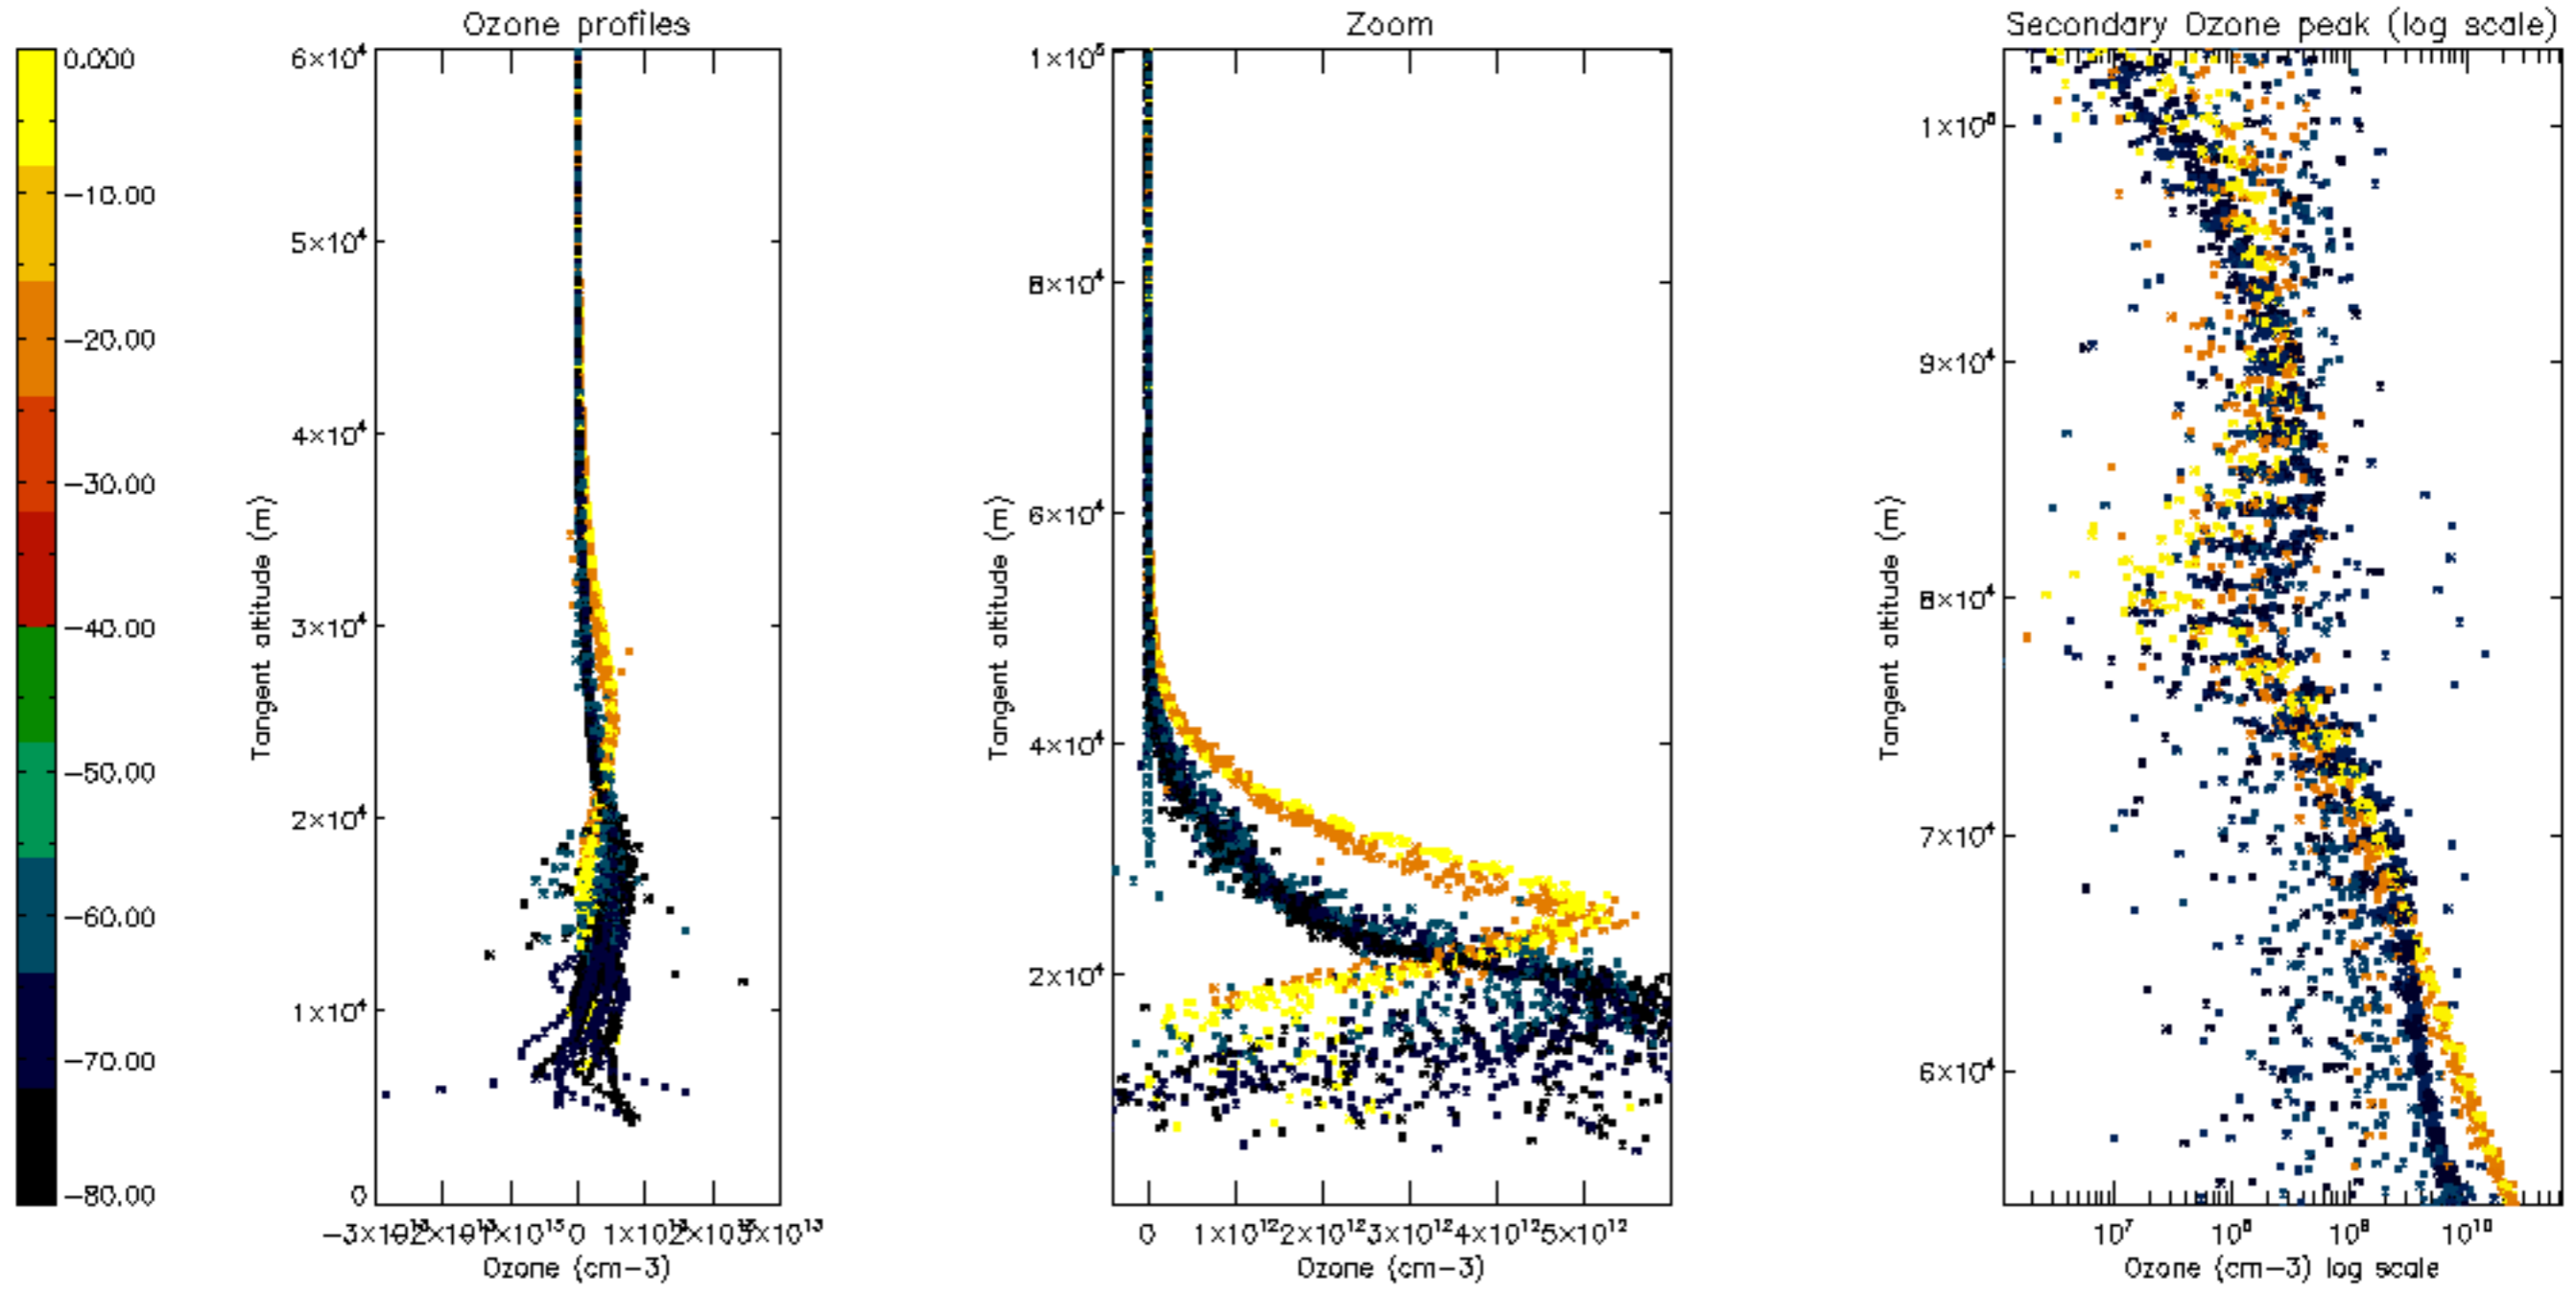 Ozone profiles
Zoom
Secondary Ozone peak (log scale)
0.000
−10.00
−20.00
−30.00
−40.00
−50.00
−60.00
−70.00
−80.00
6×10⁴
5×10⁴
4×10⁴
3×10⁴
2×10⁴
1×10⁴
0
Tangent altitude (m)
0
Ozone (cm−3)
1×10⁵
8×10⁴
6×10⁴
4×10⁴
2×10⁴
Tangent altitude (m)
0 1×10¹² 2×10¹² 3×10¹² 4×10¹² 5×10¹²
Ozone (cm−3)
9×10⁴
8×10⁴
7×10⁴
6×10⁴
Tangent altitude (m)
10⁷ 10⁸ 10⁹ 10¹⁰
Ozone (cm−3) log scale